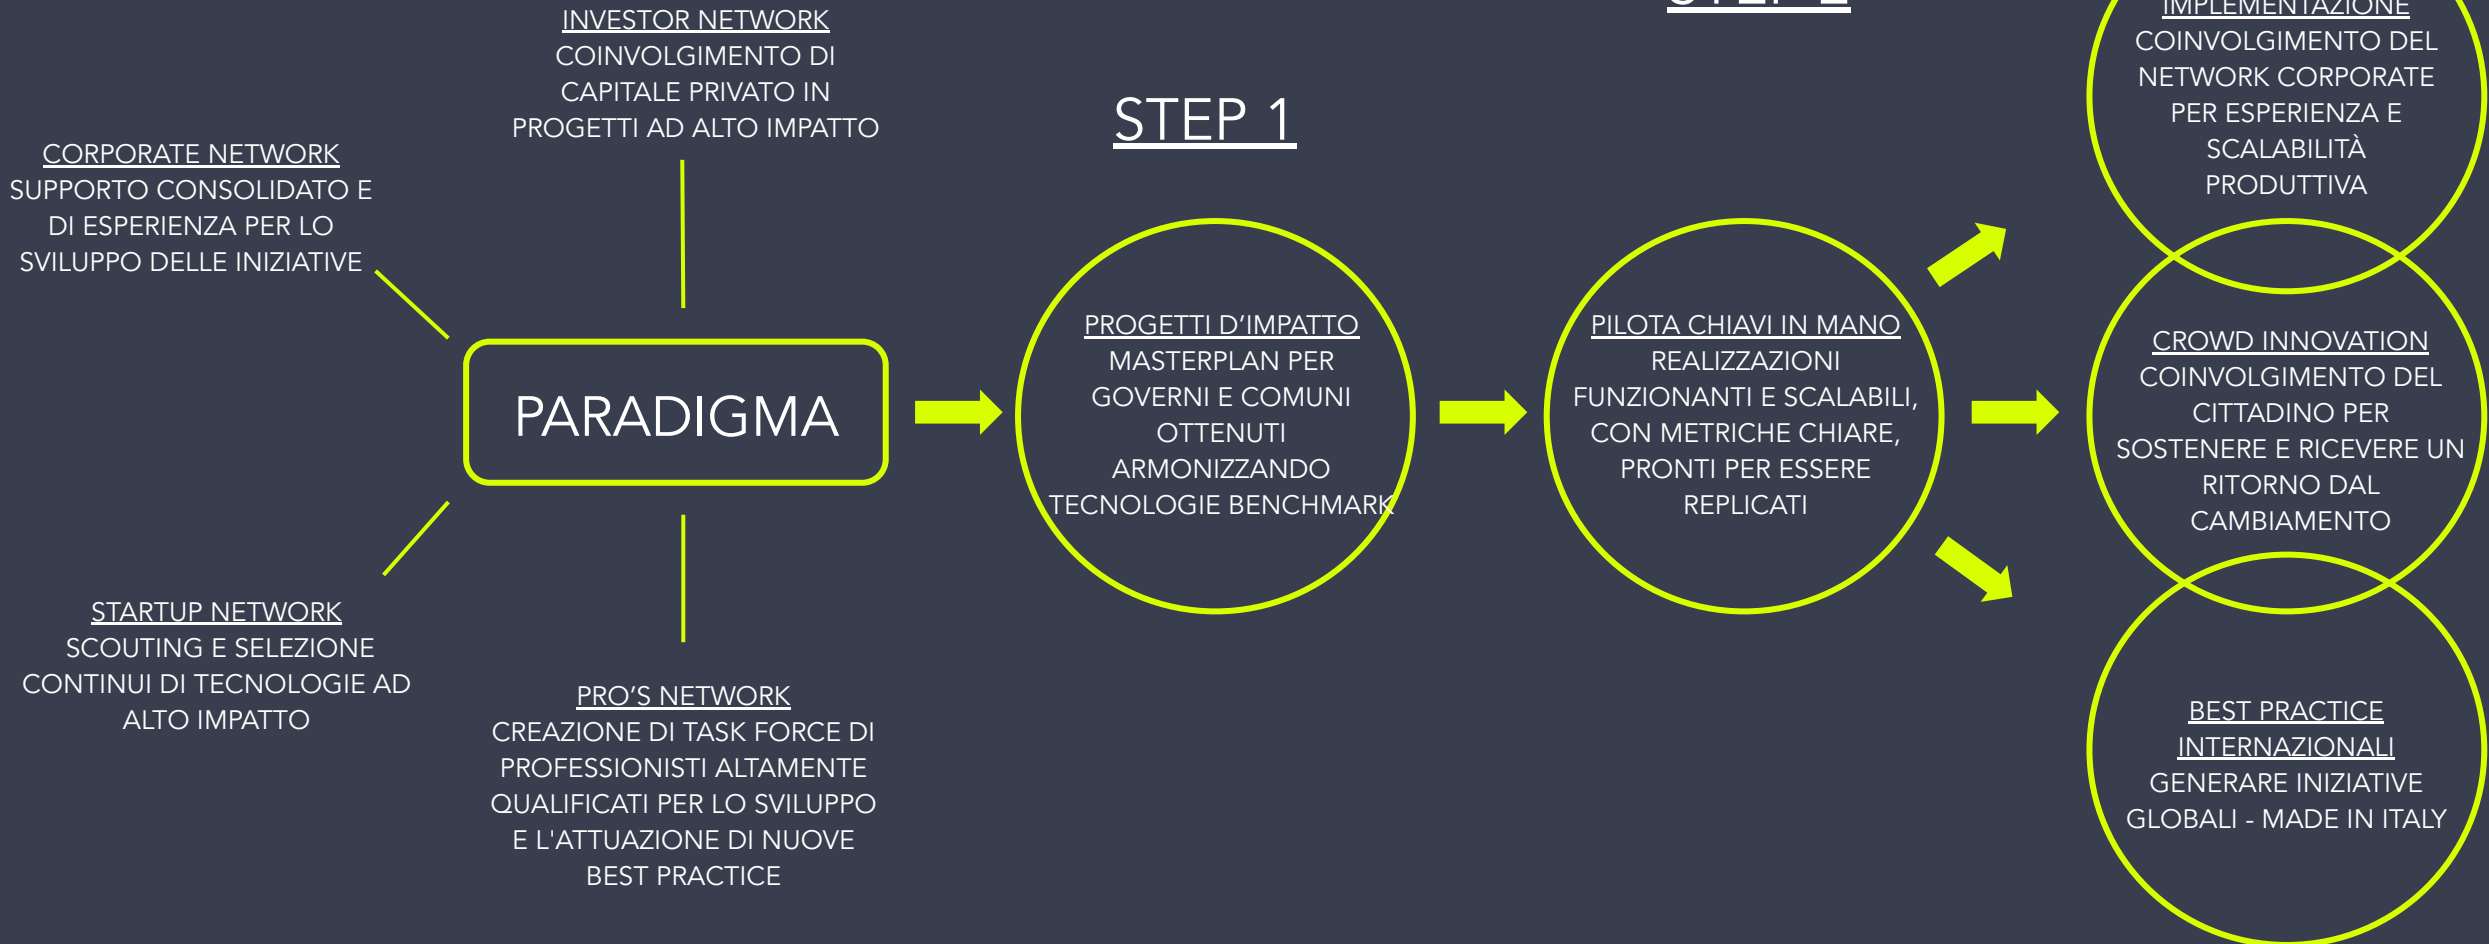 INVESTOR NETWORK
COINVOLGIMENTO DI
CAPITALE PRIVATO IN
PROGETTI AD ALTO IMPATTO
CORPORATE NETWORK
SUPPORTO CONSOLIDATO E
DI ESPERIENZA PER LO
SVILUPPO DELLE INIZIATIVE
PARADIGMA
STARTUP NETWORK
SCOUTING E SELEZIONE
CONTINUI DI TECNOLOGIE AD
ALTO IMPATTO
PRO’S NETWORK
CREAZIONE DI TASK FORCE DI
PROFESSIONISTI ALTAMENTE
QUALIFICATI PER LO SVILUPPO
E L'ATTUAZIONE DI NUOVE
BEST PRACTICE
STEP 1
PROGETTI D’IMPATTO
MASTERPLAN PER
GOVERNI E COMUNI
OTTENUTI
ARMONIZZANDO
TECNOLOGIE BENCHMARK
STEP 2
PILOTA CHIAVI IN MANO
REALIZZAZIONI
FUNZIONANTI E SCALABILI,
CON METRICHE CHIARE,
PRONTI PER ESSERE
REPLICATI
IMPLEMENTAZIONE
COINVOLGIMENTO DEL
NETWORK CORPORATE
PER ESPERIENZA E
SCALABILITÀ
PRODUTTIVA
CROWD INNOVATION
COINVOLGIMENTO DEL
CITTADINO PER
SOSTENERE E RICEVERE UN
RITORNO DAL
CAMBIAMENTO
BEST PRACTICE
INTERNAZIONALI
GENERARE INIZIATIVE
GLOBALI - MADE IN ITALY